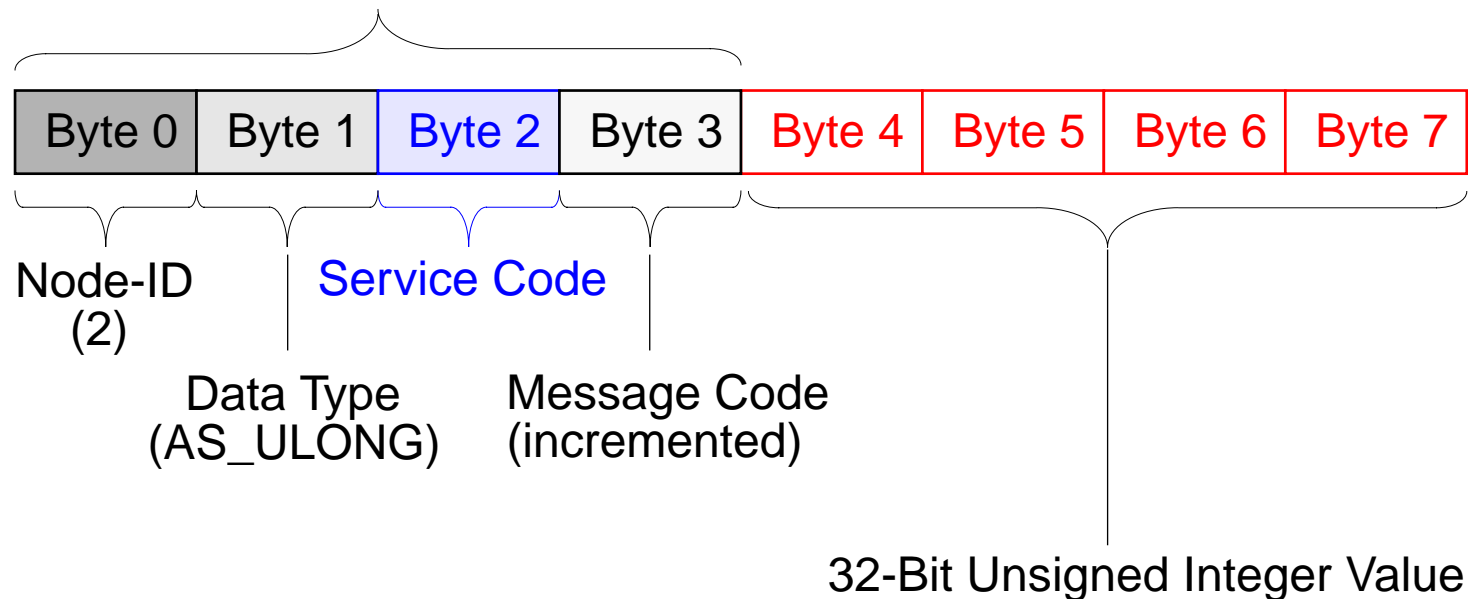 Byte 0 Byte 1 Byte 2 Byte 3 Byte 4 Byte 5 Byte 6 Byte 7
Node-ID
(2)
Service Code
Data Type
(AS_ULONG)
Message Code
(incremented)
32-Bit Unsigned Integer Value